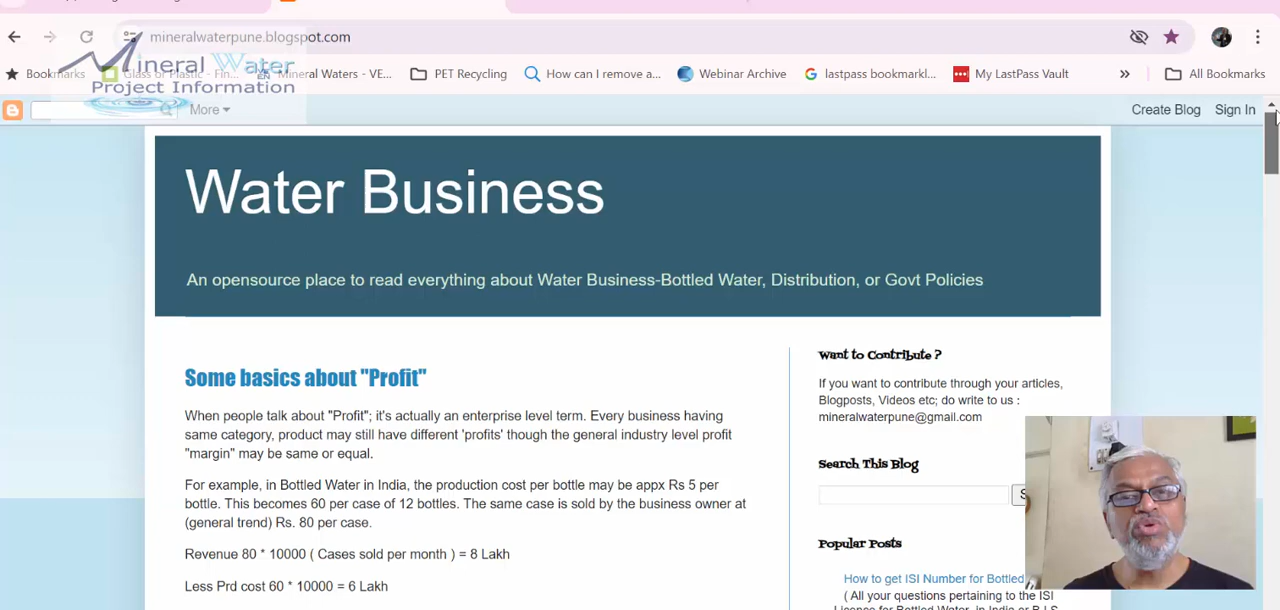 mineralwaterpune.blogspot.com
Mineral Water
Project Information
Bookmarks
Glass or Plastic - Fin...
Mineral Waters - VE...
PET Recycling
How can I remove a...
Webinar Archive
lastpass bookmarkl...
My LastPass Vault
All Bookmarks
More
Create Blog
Sign In
Water Business
An opensource place to read everything about Water Business-Bottled Water, Distribution, or Govt Policies
Some basics about "Profit"
When people talk about "Profit"; it's actually an enterprise level term. Every business having
same category, product may still have different 'profits' though the general industry level profit
"margin" may be same or equal.
For example, in Bottled Water in India, the production cost per bottle may be appx Rs 5 per
bottle. This becomes 60 per case of 12 bottles. The same case is sold by the business owner at
(general trend) Rs. 80 per case.
Revenue 80 * 10000 ( Cases sold per month ) = 8 Lakh
Less Prd cost 60 * 10000 = 6 Lakh
Want to Contribute ?
If you want to contribute through your articles,
Blogposts, Videos etc; do write to us :
mineralwaterpune@gmail.com
Search This Blog
Popular Posts
How to get ISI Number for Bottled
( All your questions pertaining to the ISI